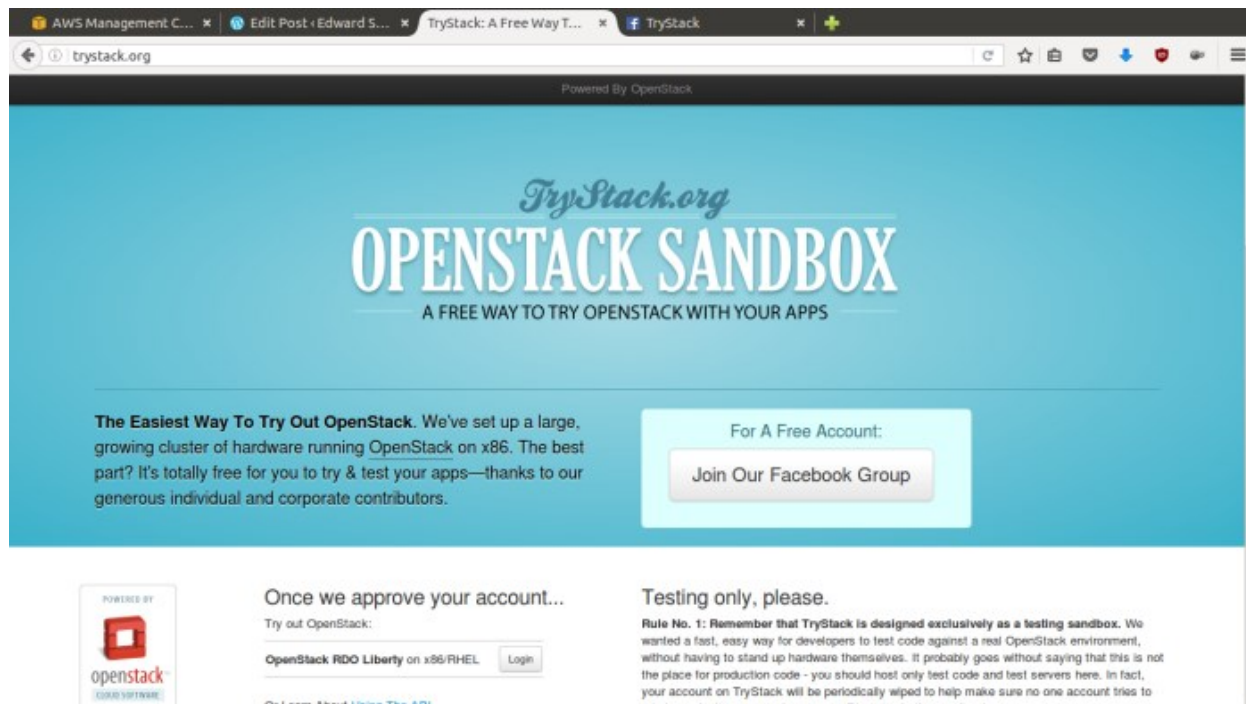 AWS Management C...
Edit Post ‹ Edward S...
TryStack: A Free Way T...
TryStack
trystack.org
Powered By OpenStack
TryStack.org
OPENSTACK SANDBOX
A FREE WAY TO TRY OPENSTACK WITH YOUR APPS
The Easiest Way To Try Out OpenStack. We've set up a large,
growing cluster of hardware running OpenStack on x86. The best
part? It's totally free for you to try & test your apps—thanks to our
generous individual and corporate contributors.
For A Free Account:
Join Our Facebook Group
POWERED BY
openstack
CLOUD SOFTWARE
Once we approve your account...
Try out OpenStack:
OpenStack RDO Liberty on x86/RHEL
Login
Or Learn About Using The API
Testing only, please.
Rule No. 1: Remember that TryStack is designed exclusively as a testing sandbox. We
wanted a fast, easy way for developers to test code against a real OpenStack environment,
without having to stand up hardware themselves. It probably goes without saying that this is not
the place for production code - you should host only test code and test servers here. In fact,
your account on TryStack will be periodically wiped to help make sure no one account tries to